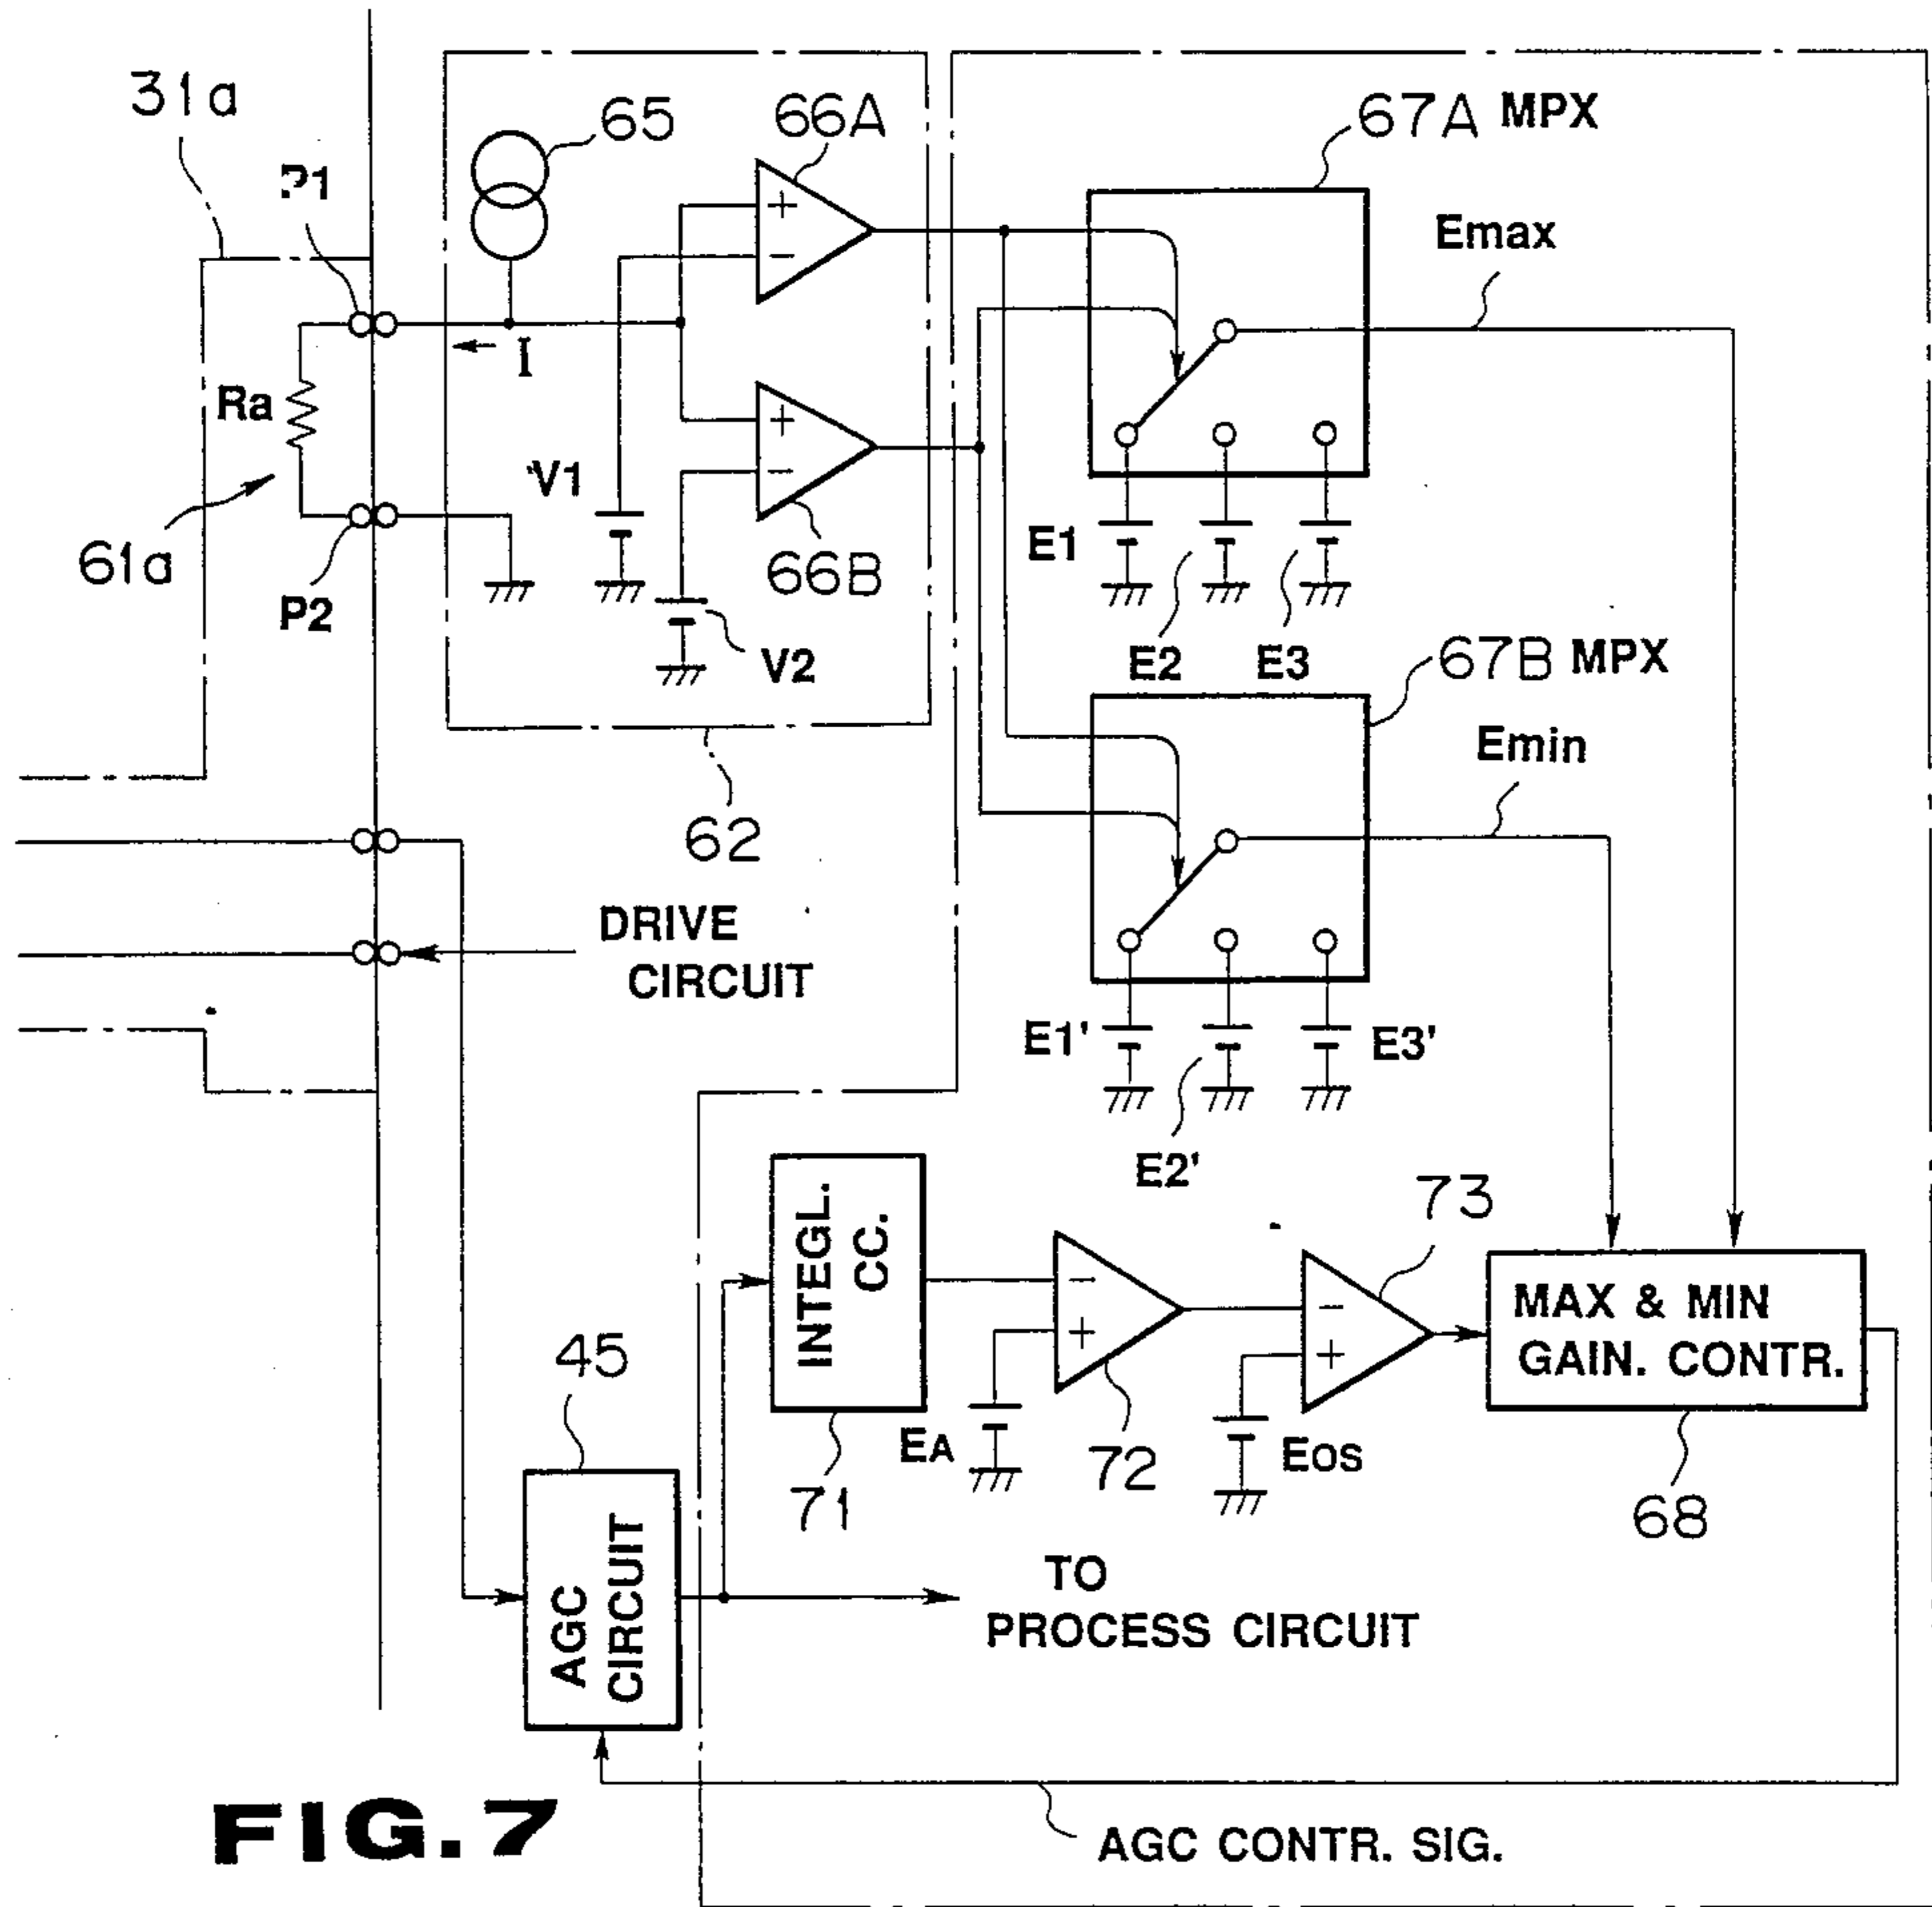 31a
P1
65
66A
67A MPX
Emax
I
Ra
V1
61a
P2
66B
V2
E1
E2
E3
67B MPX
Emin
62
DRIVE
CIRCUIT
E1'
E3'
E2'
73
INTEGL.
CC.
MAX & MIN
GAIN. CONTR.
45
EA
72
EOS
71
68
AGC
CIRCUIT
TO
PROCESS CIRCUIT
AGC CONTR. SIG.
FIG.7
+
−
+
−
−
+
−
+